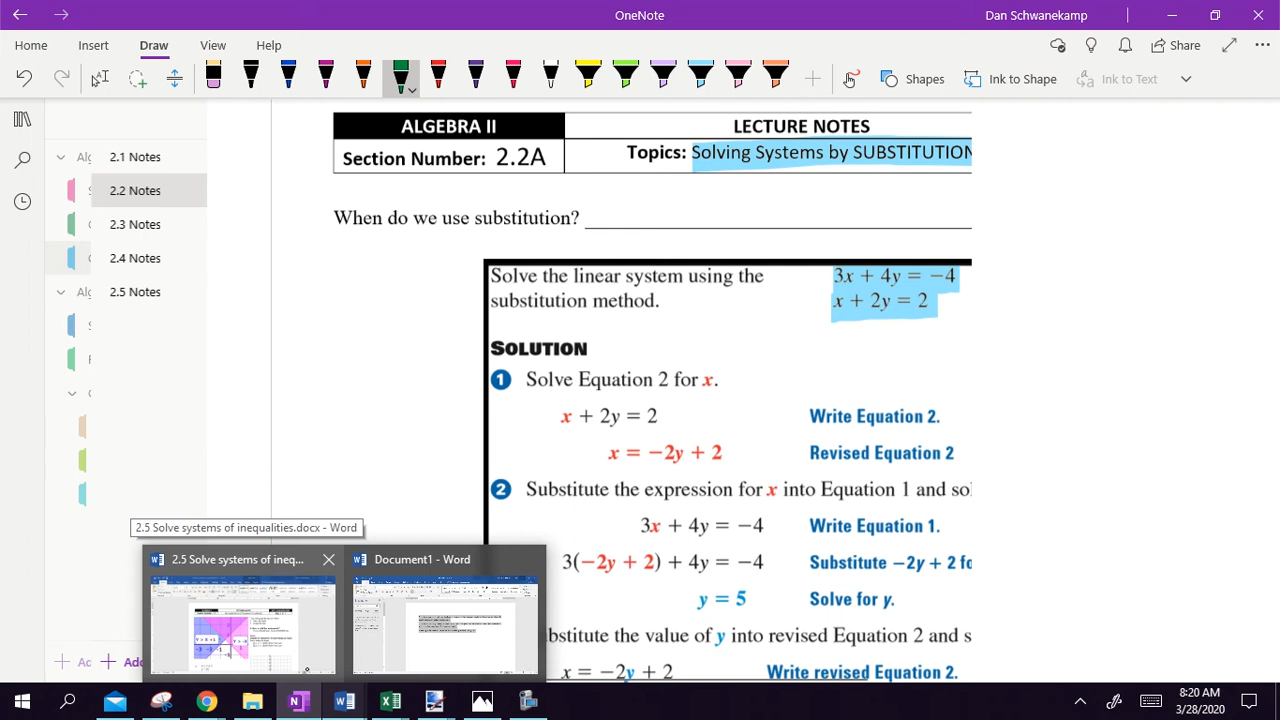 OneNote
Dan Schwanekamp
Home
Insert
Draw
View
Help
Share
Shapes
Ink to Shape
Ink to Text
2.1 Notes
2.2 Notes
2.3 Notes
2.4 Notes
2.5 Notes
ALGEBRA II
LECTURE NOTES
Section Number: 2.2A
Topics: Solving Systems by SUBSTITUTION
When do we use substitution?
Solve the linear system using the
substitution method.
3x + 4y = −4
x + 2y = 2
SOLUTION
1 Solve Equation 2 for x.
x + 2y = 2 Write Equation 2.
x = −2y + 2 Revised Equation 2
2 Substitute the expression for x into Equation 1 and sol
3x + 4y = −4 Write Equation 1.
3(−2y + 2) + 4y = −4 Substitute −2y + 2 fo
y = 5 Solve for y.
bstitute the value of y into revised Equation 2 and s
x = −2y + 2 Write revised Equation 2.
2.5 Solve systems of inequalities.docx - Word
2.5 Solve systems of ineq...
Document1 - Word
Add
8:20 AM
3/28/2020